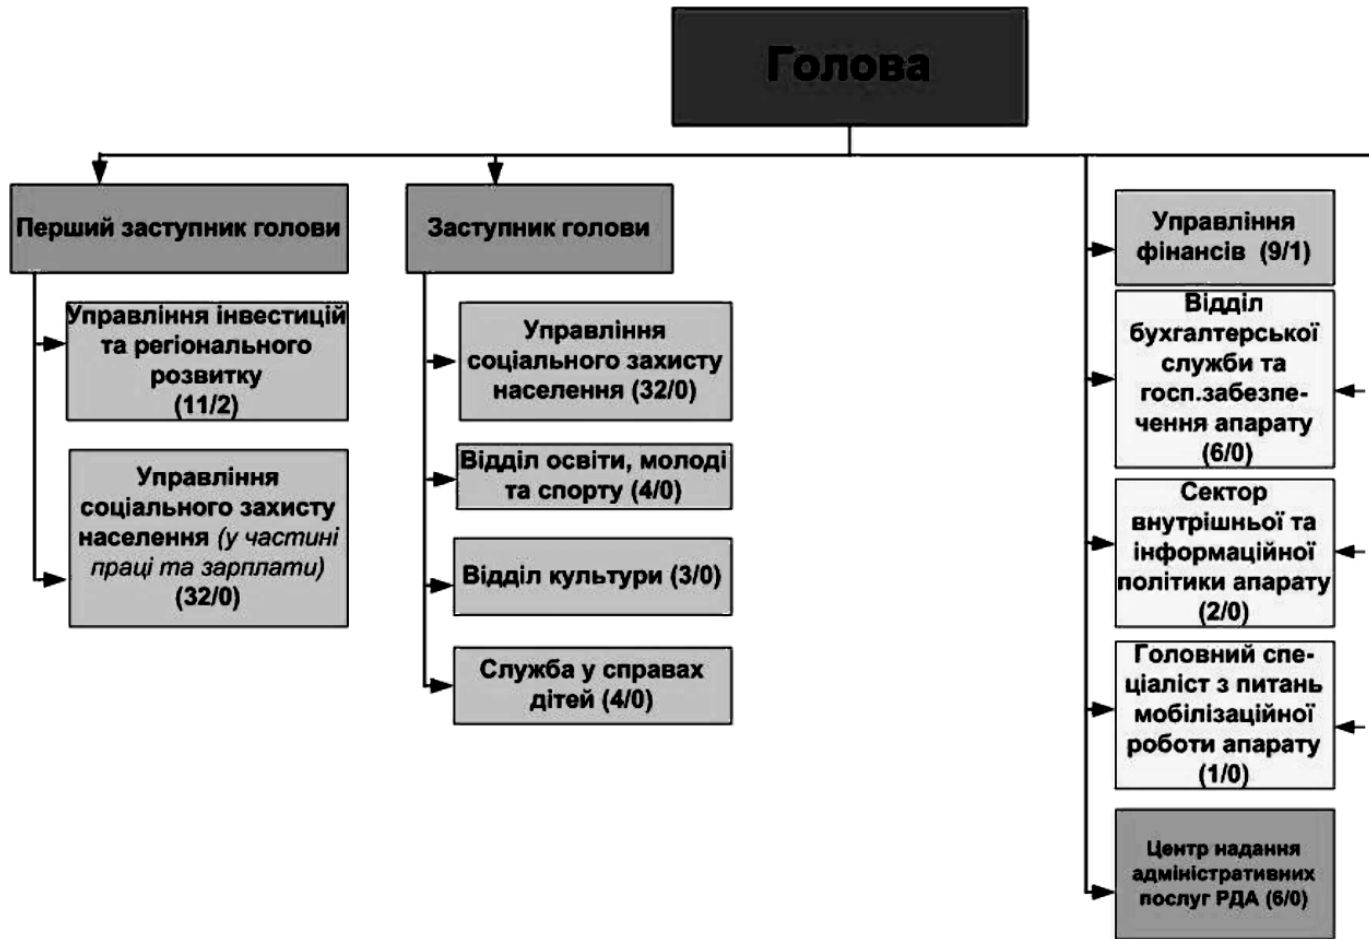 Голова
Перший заступник голови
Управління інвестицій
та регіонального
розвитку
(11/2)
Управління
соціального захисту
населення (у частині
праці та зарплати)
(32/0)
Заступник голови
Управління
соціального захисту
населення (32/0)
Відділ освіти, молоді
та спорту (4/0)
Відділ культури (3/0)
Служба у справах
дітей (4/0)
Управління
фінансів (9/1)
Відділ
бухгалтерської
служби та
госп.забезпе-
чення апарату
(6/0)
Сектор
внутрішньої та
інформаційної
політики апарату
(2/0)
Головний спе-
ціаліст з питань
мобілізаційної
роботи апарату
(1/0)
Центр надання
адміністративних
послуг РДА (6/0)